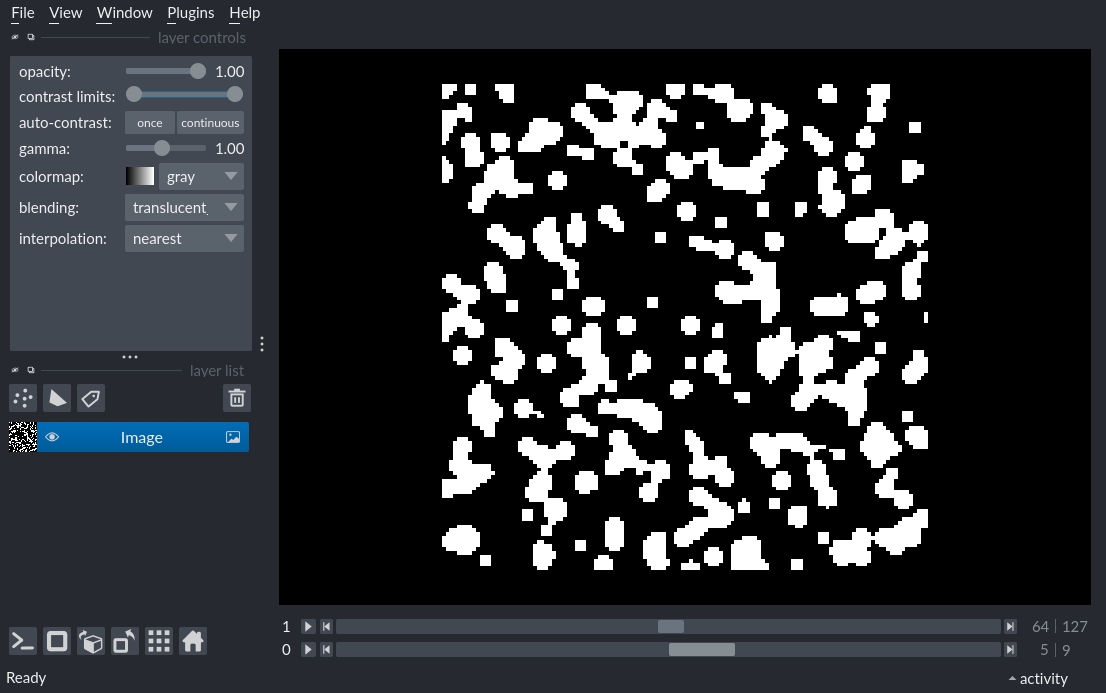 File View Window Plugins Help
layer controls
opacity: 1.00
contrast limits:
auto-contrast: once continuous
gamma: 1.00
colormap: gray
blending: translucent
interpolation: nearest
layer list
Image
1 64 | 127
0 5 | 9
Ready
activity